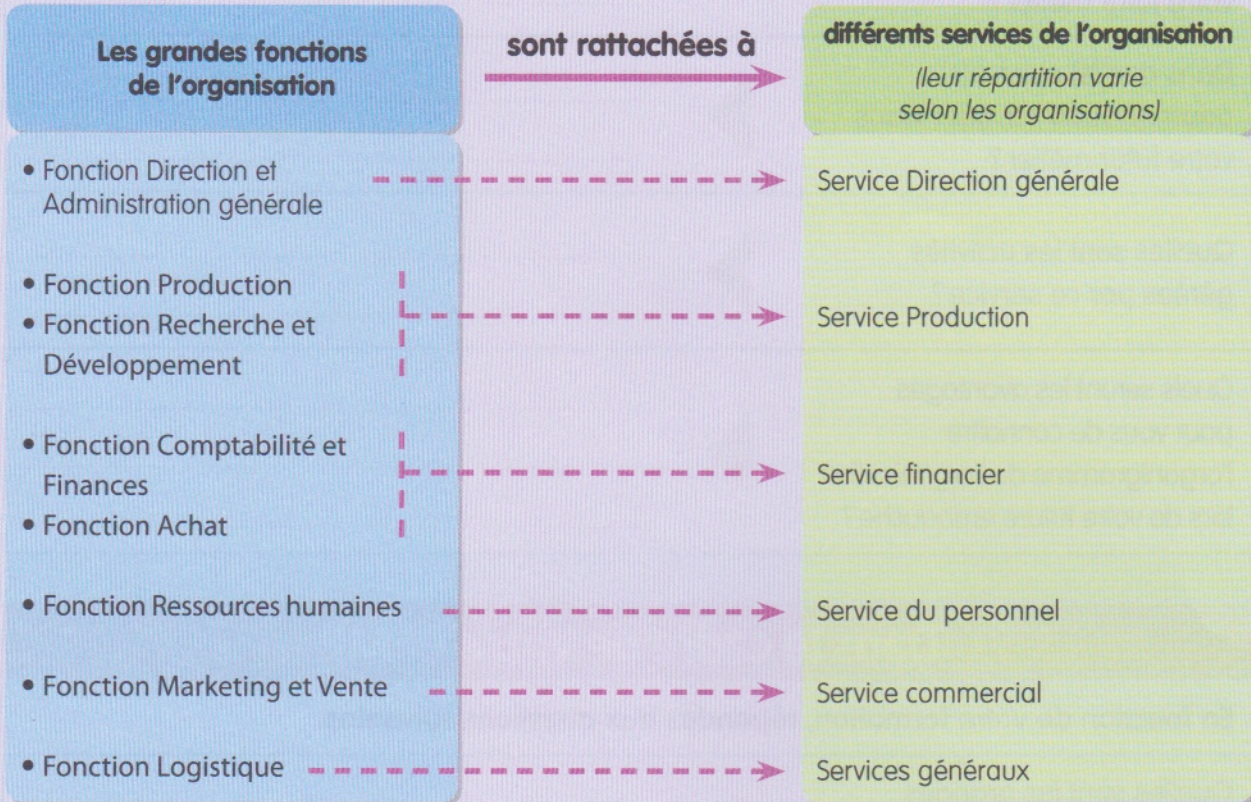 Les grandes fonctions
de l'organisation
sont rattachées à
différents services de l'organisation
(leur répartition varie
selon les organisations)
• Fonction Direction et
Administration générale
Service Direction générale
• Fonction Production
• Fonction Recherche et
Développement
Service Production
• Fonction Comptabilité et
Finances
• Fonction Achat
Service financier
• Fonction Ressources humaines
Service du personnel
• Fonction Marketing et Vente
Service commercial
• Fonction Logistique
Services généraux